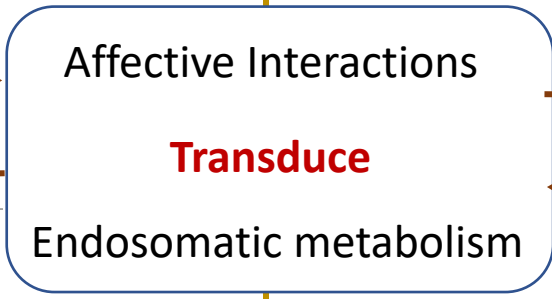 Affective Interactions
Transduce
Endosomatic metabolism